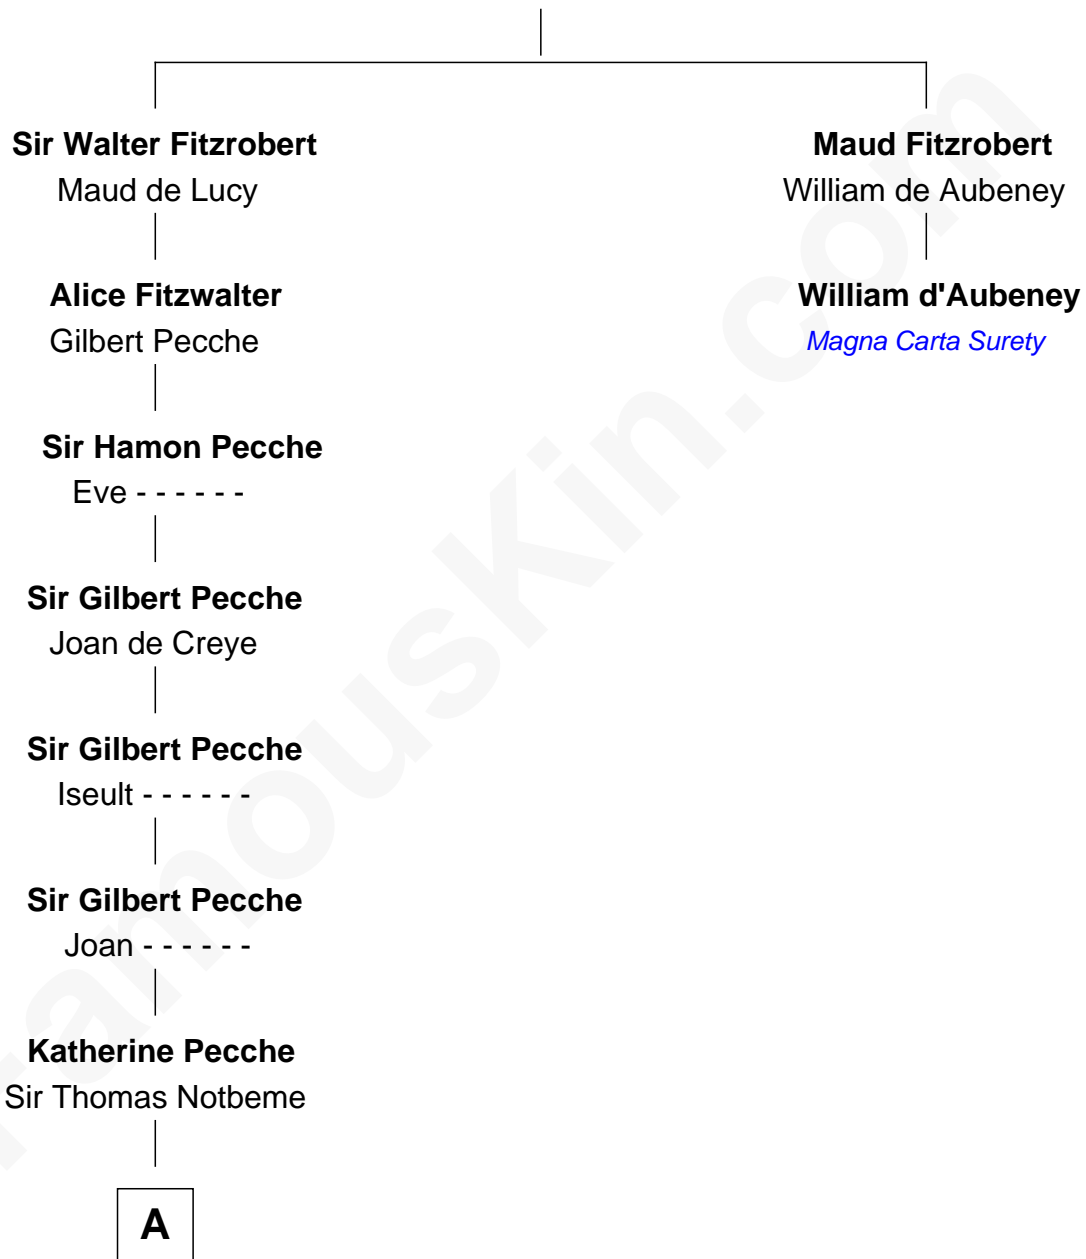 Sir Walter Fitzrobert
Maud de Lucy
Maud Fitzrobert
William de Aubeney
Alice Fitzwalter
Gilbert Pecche
William d'Aubeney
Magna Carta Surety
Sir Hamon Pecche
Eve - - - - - -
Sir Gilbert Pecche
Joan de Creye
Sir Gilbert Pecche
Iseult - - - - - -
Sir Gilbert Pecche
Joan - - - - - -
Katherine Pecche
Sir Thomas Notbeme
A
FamousKin.com